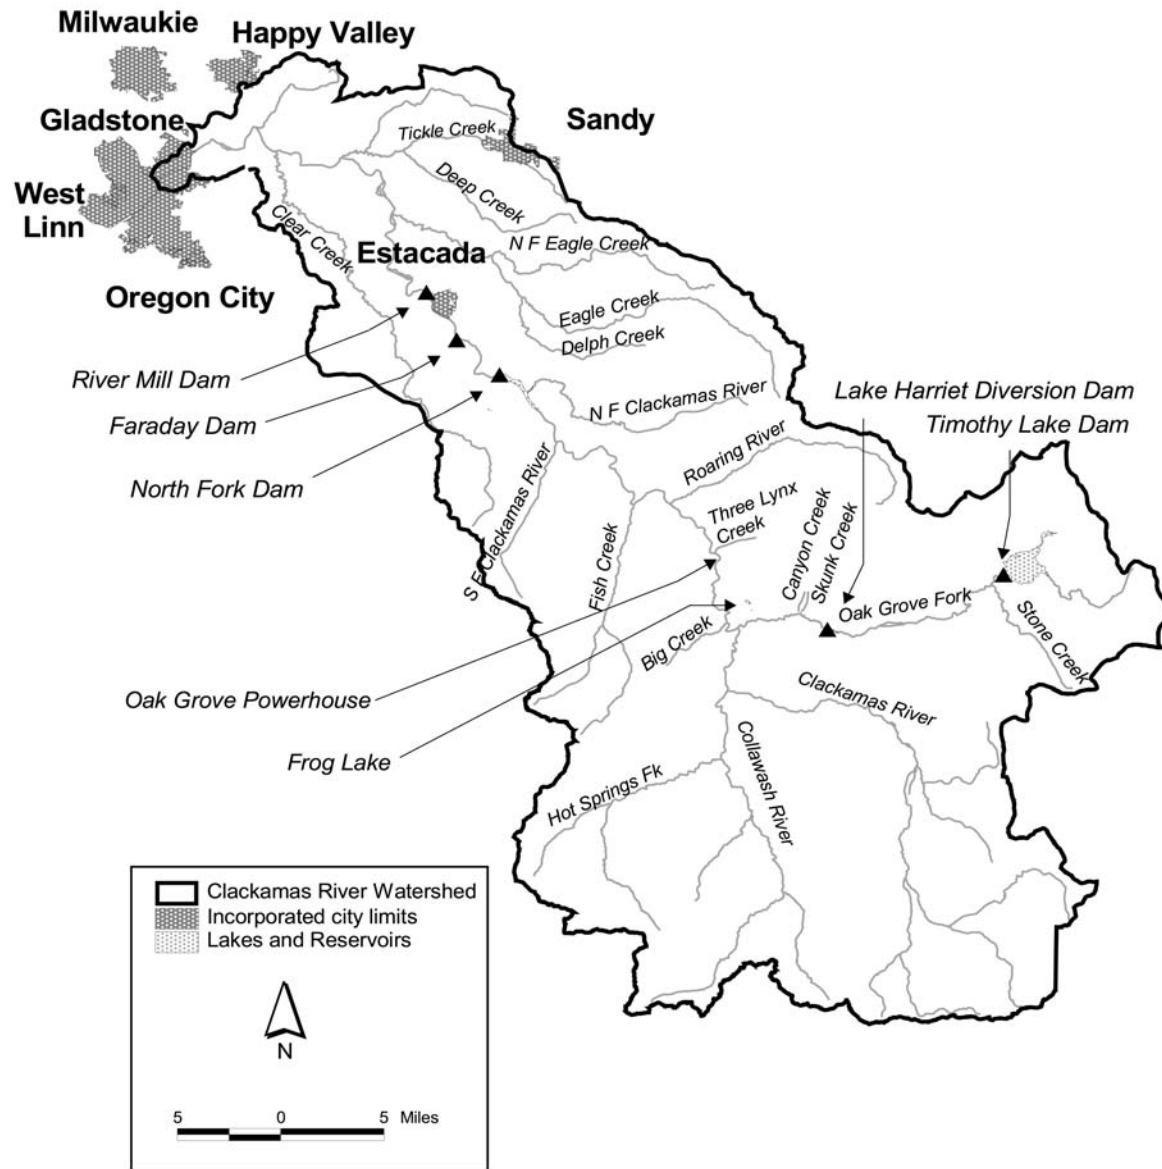 Milwaukie
Happy Valley
Gladstone
Sandy
Tickle Creek
West
Linn
Deep Creek
Clear Creek
N F Eagle Creek
Estacada
Oregon City
Eagle Creek
Delph Creek
River Mill Dam
Faraday Dam
North Fork Dam
N F Clackamas River
Lake Harriet Diversion Dam
Timothy Lake Dam
Roaring River
S F Clackamas River
Three Lynx
Creek
Fish Creek
Canyon Creek
Skunk Creek
Oak Grove Fork
Stone Creek
Big Creek
Oak Grove Powerhouse
Clackamas River
Frog Lake
Collawash River
Hot Springs Fk
Clackamas River Watershed
Incorporated city limits
Lakes and Reservoirs
N
5 0 5 Miles